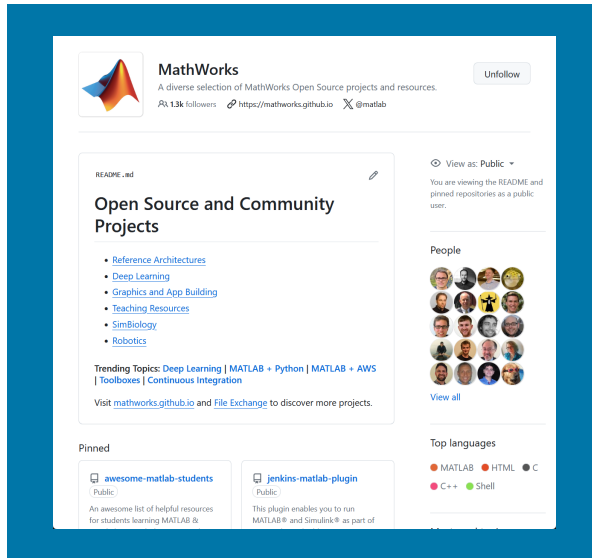 MathWorks
Unfollow
A diverse selection of MathWorks Open Source projects and resources.
1.3k followers https://mathworks.github.io @matlab
README.md
Open Source and Community
Projects
Reference Architectures
Deep Learning
Graphics and App Building
Teaching Resources
SimBiology
Robotics
Trending Topics: Deep Learning | MATLAB + Python | MATLAB + AWS
| Toolboxes | Continuous Integration
Visit mathworks.github.io and File Exchange to discover more projects.
Pinned
awesome-matlab-students
Public
An awesome list of helpful resources
for students learning MATLAB &
jenkins-matlab-plugin
Public
This plugin enables you to run
MATLAB® and Simulink® as part of
View as: Public
You are viewing the README and
pinned repositories as a public
user.
People
View all
Top languages
MATLAB HTML C
C++ Shell